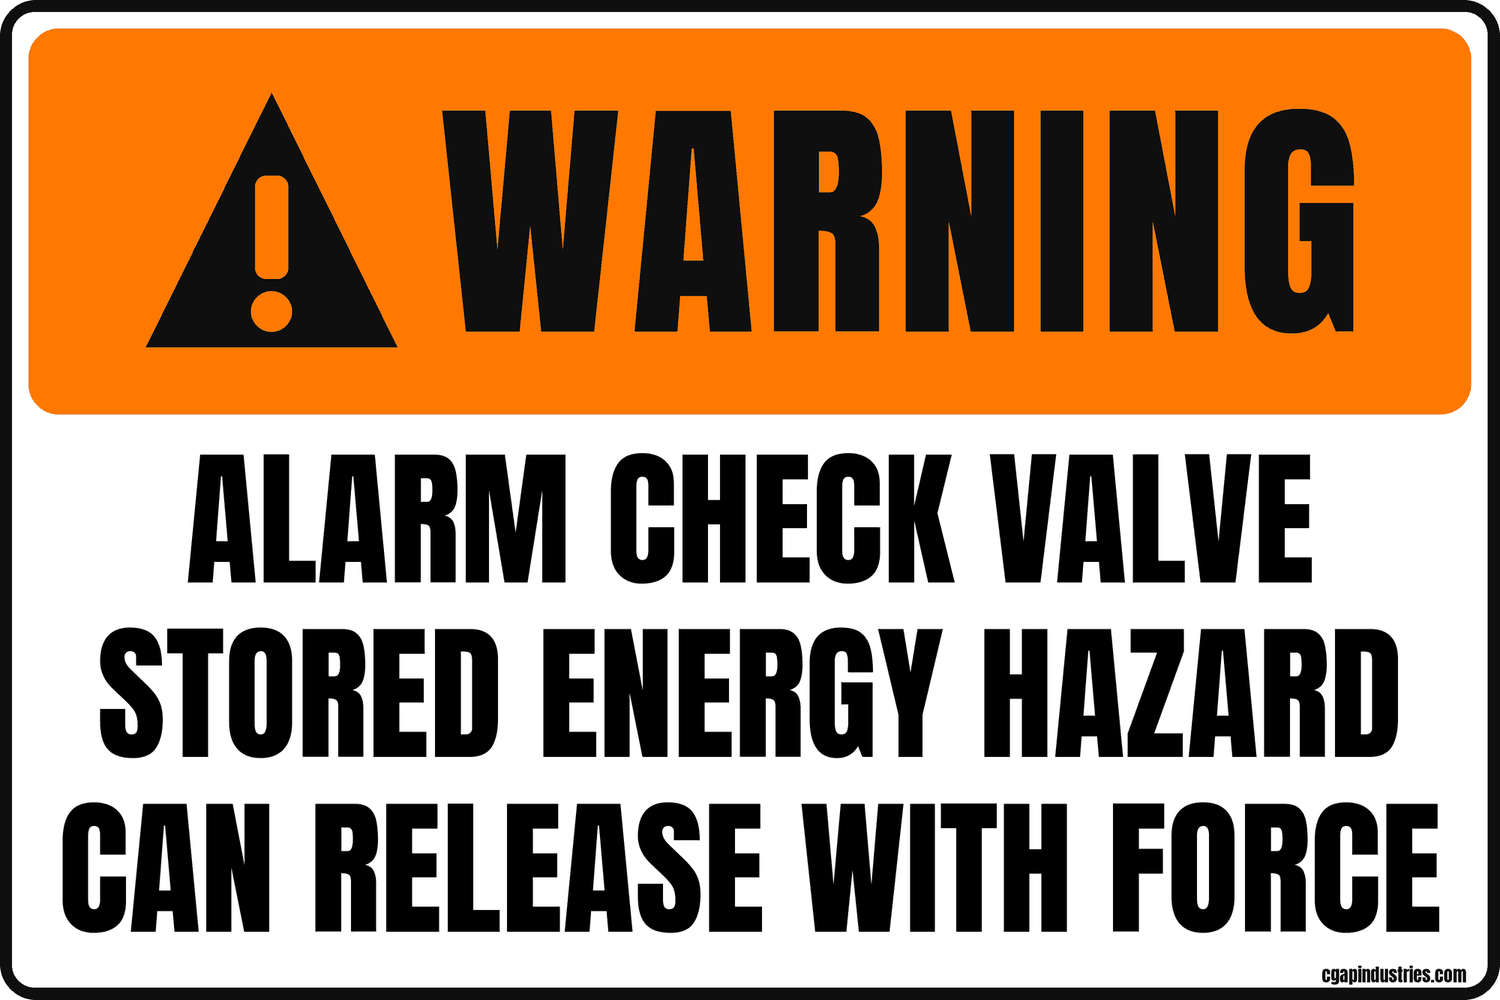 WARNING
ALARM CHECK VALVE
STORED ENERGY HAZARD
CAN RELEASE WITH FORCE
cgapindustries.com